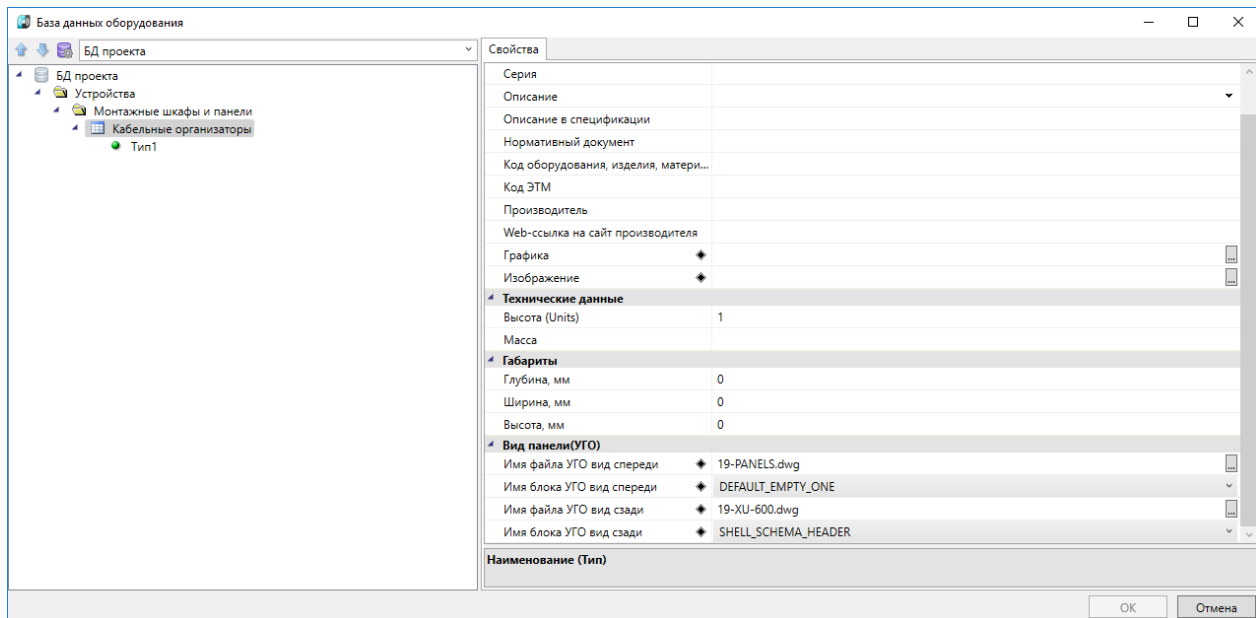 База данных оборудования
БД проекта
БД проекта
Устройства
Монтажные шкафы и панели
Кабельные организаторы
Тип1
Свойства
Серия
Описание
Описание в спецификации
Нормативный документ
Код оборудования, изделия, матери...
Код ЭТМ
Производитель
Web-ссылка на сайт производителя
Графика ...
Изображение ...
Технические данные
Высота (Units) 1
Масса
Габариты
Глубина, мм 0
Ширина, мм 0
Высота, мм 0
Вид панели(УГО)
Имя файла УГО вид спереди 19-PANELS.dwg ...
Имя блока УГО вид спереди DEFAULT_EMPTY_ONE
Имя файла УГО вид сзади 19-XU-600.dwg ...
Имя блока УГО вид сзади SHELL_SCHEMA_HEADER
Наименование (Тип)
ОК Отмена